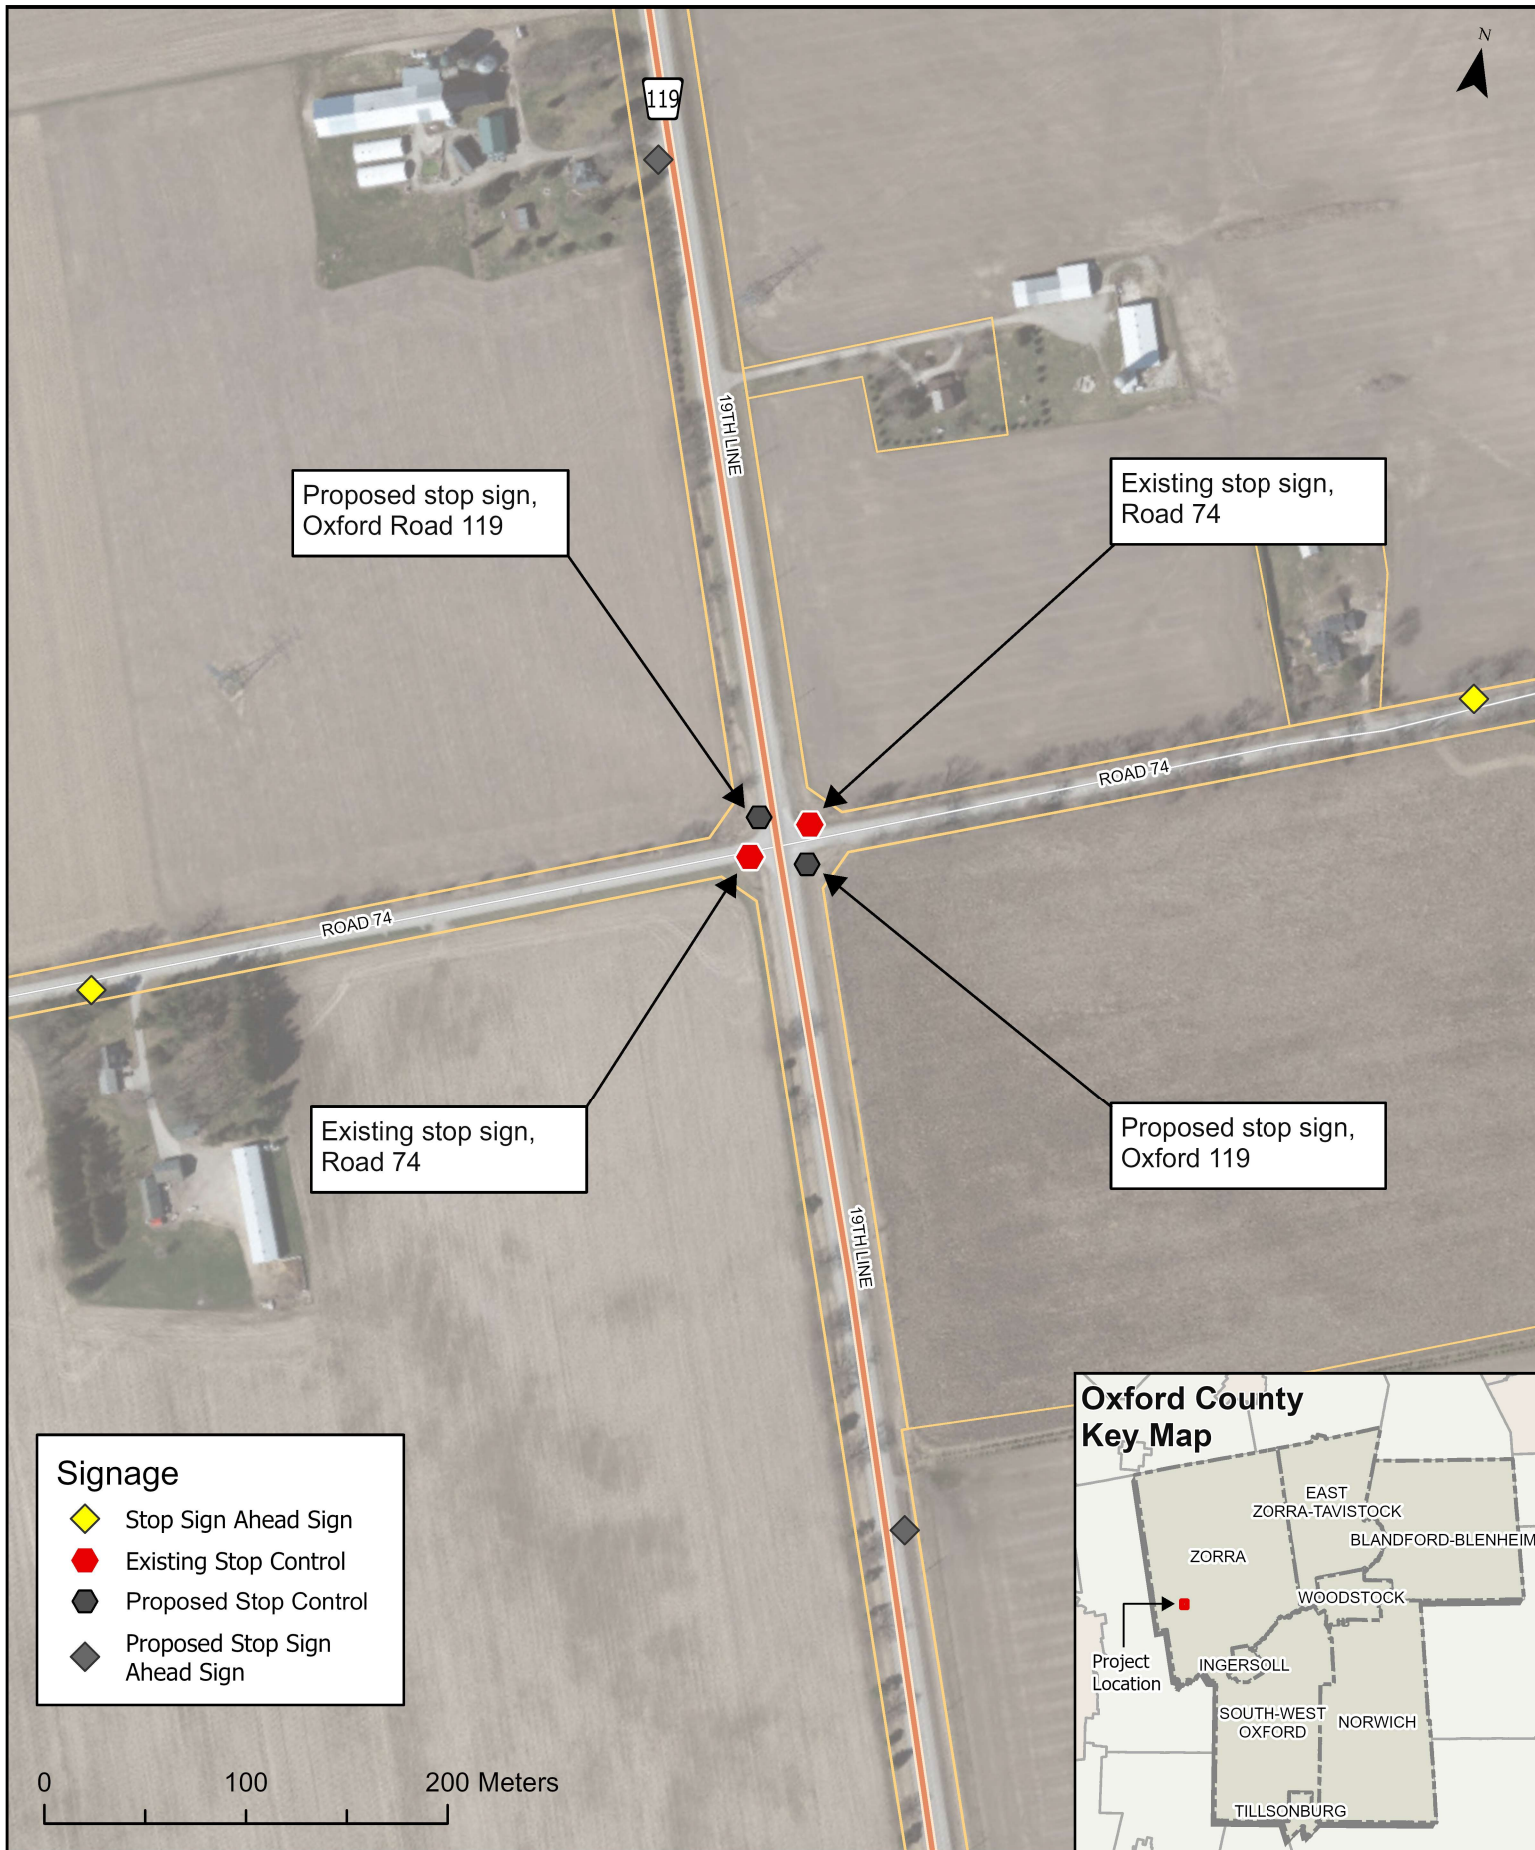 N
119
19TH LINE
Proposed stop sign,
Oxford Road 119
Existing stop sign,
Road 74
ROAD 74
ROAD 74
Existing stop sign,
Road 74
Proposed stop sign,
Oxford 119
19TH LINE
Signage
Stop Sign Ahead Sign
Existing Stop Control
Proposed Stop Control
Proposed Stop Sign
Ahead Sign
0 100 200 Meters
Oxford County
Key Map
EAST
ZORRA-TAVISTOCK
BLANDFORD-BLENHEIM
ZORRA
WOODSTOCK
Project
Location
INGERSOLL
SOUTH-WEST
OXFORD
NORWICH
TILLSONBURG